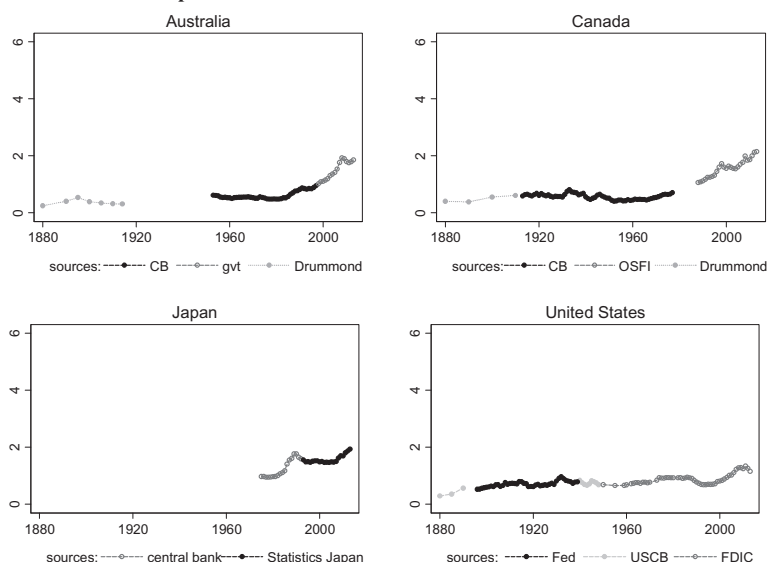 Australia
6
4
2
0
1880 1920 1960 2000
sources: CB gvt Drummond
Canada
6
4
2
0
1880 1920 1960 2000
sources: CB OSFI Drummond
Japan
6
4
2
0
1880 1920 1960 2000
sources: central bank Statistics Japan
United States
6
4
2
0
1880 1920 1960 2000
sources: Fed USCB FDIC